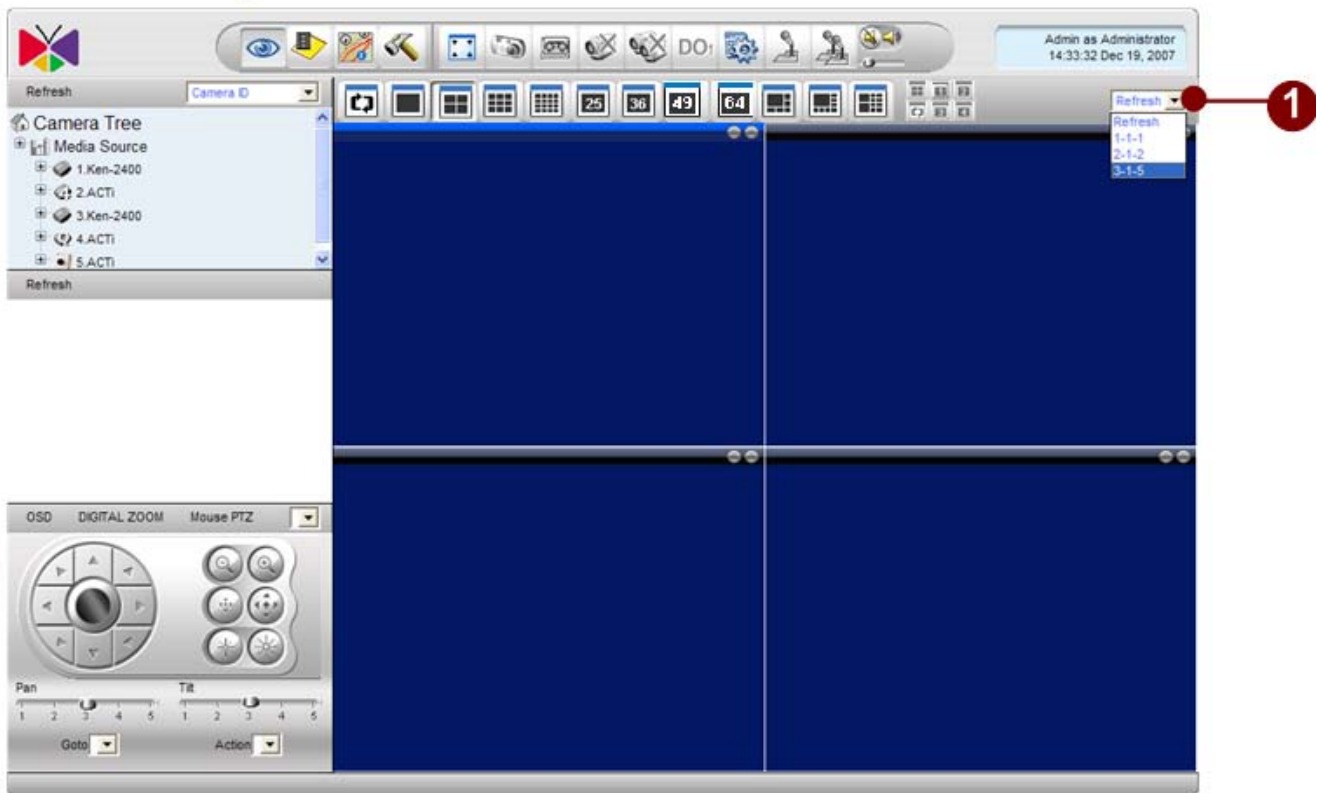 DO1
Admin as Administrator
14:33:32 Dec 19, 2007
Refresh
Camera ID
25
36
49
64
Refresh
1
Refresh
1-1-1
2-1-2
3-1-5
Camera Tree
Media Source
1.Ken-2400
2.ACTi
3.Ken-2400
4.ACTi
5.ACTi
Refresh
OSD DIGITAL ZOOM Mouse PTZ
Pan Tilt
1 2 3 4 5 1 2 3 4 5
Goto Action